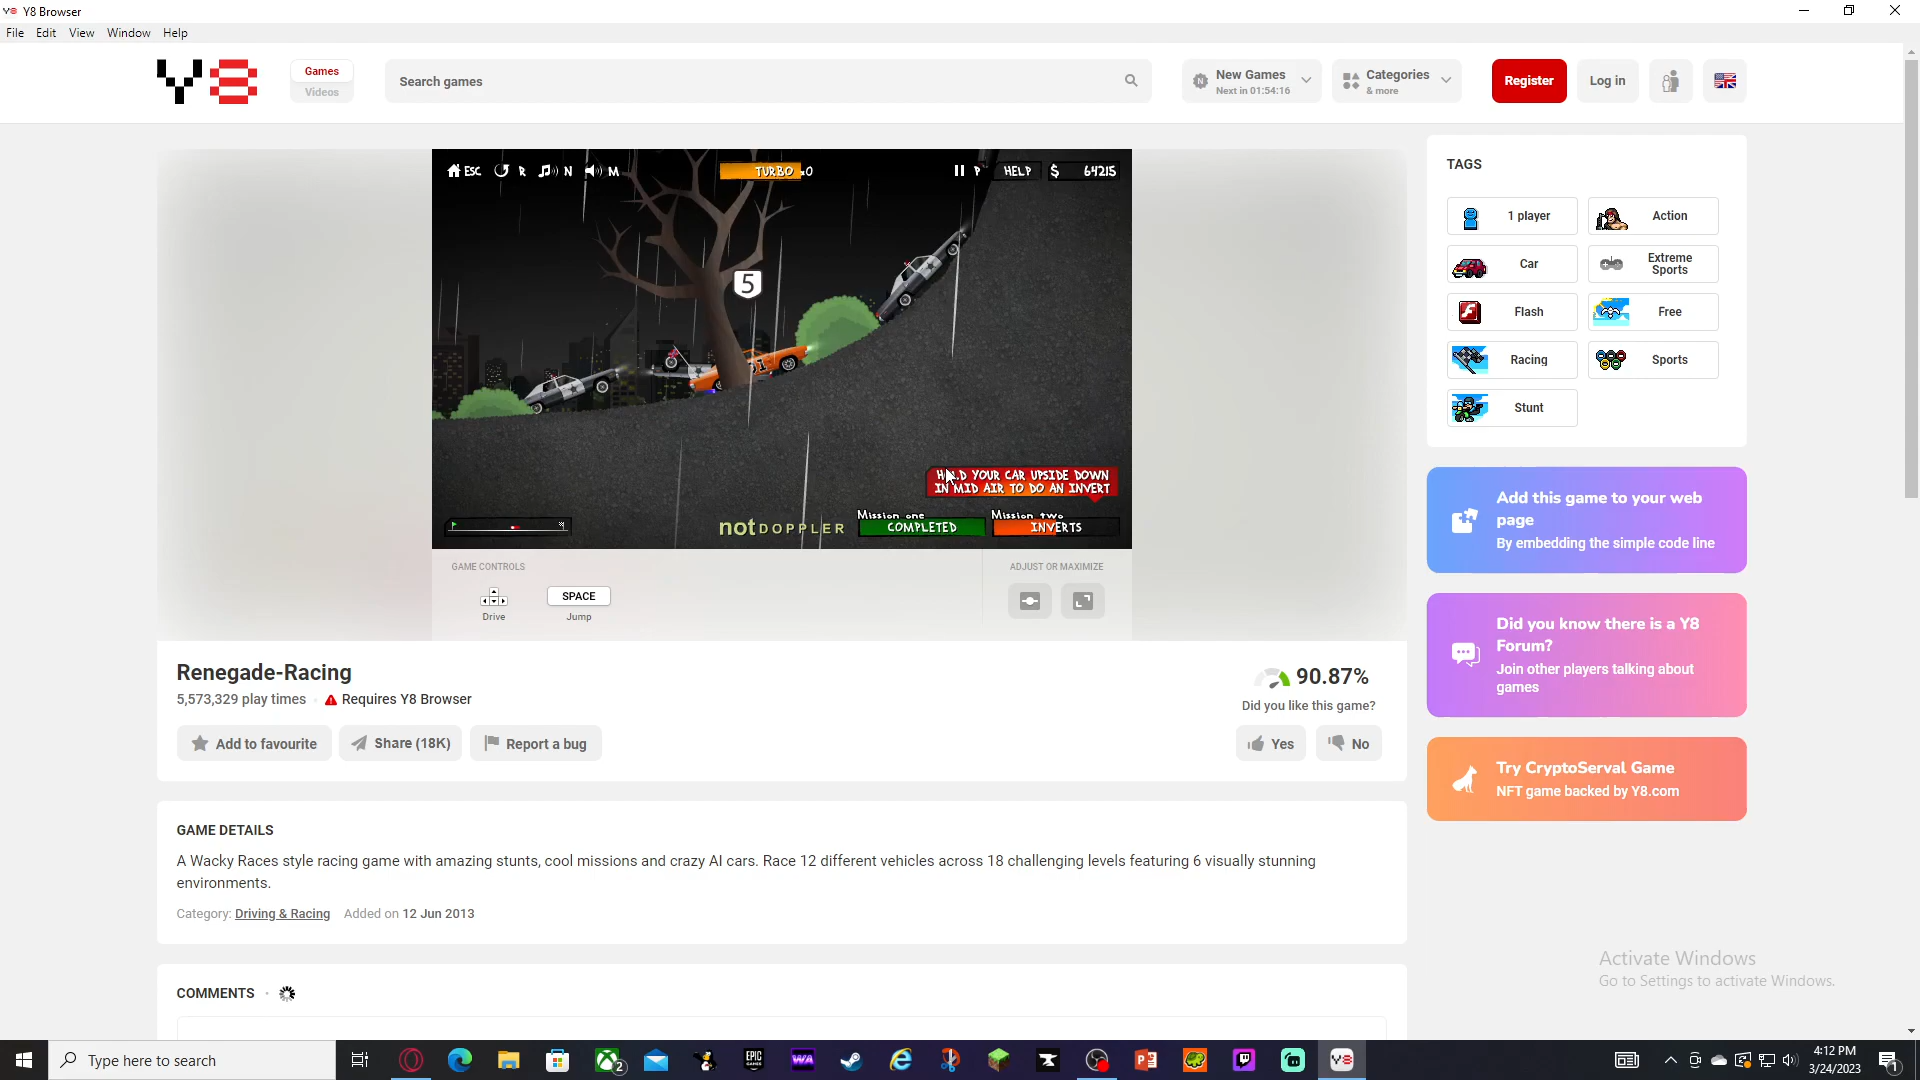 Y8 Browser
File Edit View Window Help
Y8
Games
Videos
Search games
New Games
Next in 01:54:16
Categories
& more
Register
Log in
ESC R N M
TURBO
P HELP $ 64215
5
01
HOLD YOUR CAR UPSIDE DOWN
IN MID AIR TO DO AN INVERT
notDOPPLER
Mission one
COMPLETED
Mission two
INVERTS
GAME CONTROLS
Drive
SPACE
Jump
ADJUST OR MAXIMIZE
TAGS
1 player
Action
Car
Extreme
Sports
Flash
Free
Racing
Sports
Stunt
Add this game to your web
page
By embedding the simple code line
Did you know there is a Y8
Forum?
Join other players talking about
games
Try CryptoServal Game
NFT game backed by Y8.com
Renegade-Racing
5,573,329 play times · Requires Y8 Browser
Add to favourite
Share (18K)
Report a bug
90.87%
Did you like this game?
Yes
No
GAME DETAILS
A Wacky Races style racing game with amazing stunts, cool missions and crazy AI cars. Race 12 different vehicles across 18 challenging levels featuring 6 visually stunning
environments.
Category: Driving & Racing Added on 12 Jun 2013
COMMENTS ·
Activate Windows
Go to Settings to activate Windows.
Type here to search
4:12 PM
3/24/2023